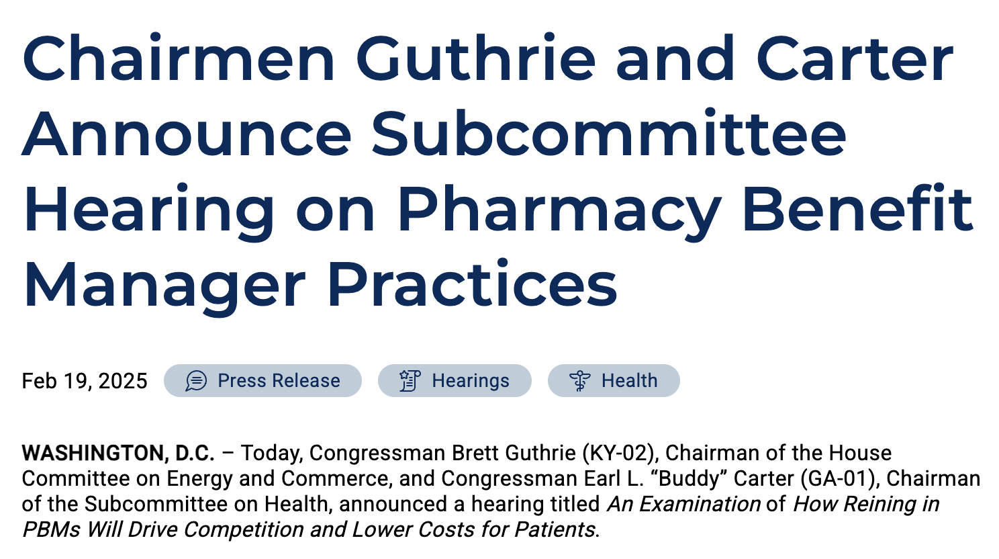 Chairmen Guthrie and Carter
Announce Subcommittee
Hearing on Pharmacy Benefit
Manager Practices
Feb 19, 2025 Press Release Hearings Health
WASHINGTON, D.C. – Today, Congressman Brett Guthrie (KY-02), Chairman of the House
Committee on Energy and Commerce, and Congressman Earl L. “Buddy” Carter (GA-01), Chairman
of the Subcommittee on Health, announced a hearing titled An Examination of How Reining in
PBMs Will Drive Competition and Lower Costs for Patients.